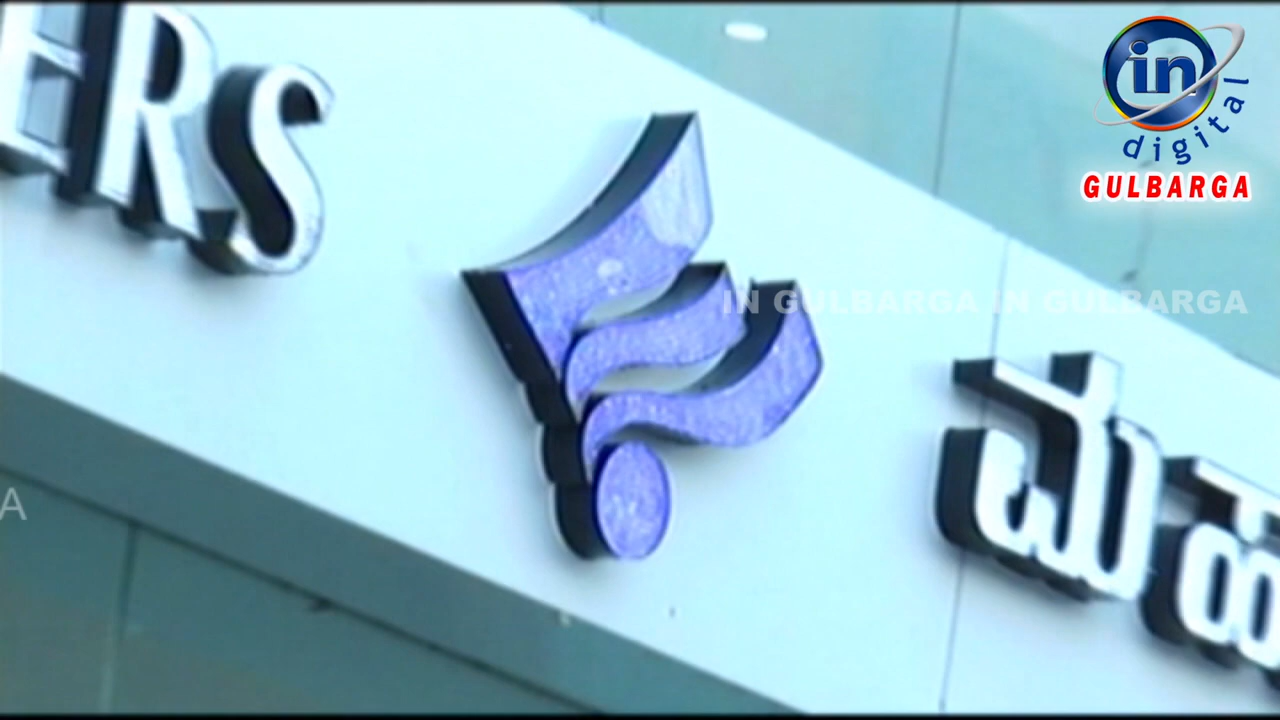 ERS
in
digital
GULBARGA
IN GULBARGA IN GULBARGA
A